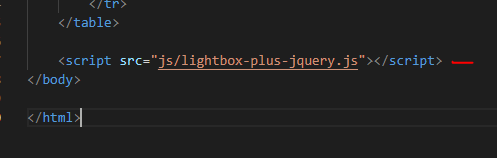 </tr>
</table>
<script src="js/lightbox-plus-jquery.js"></script>
</body>
</html>